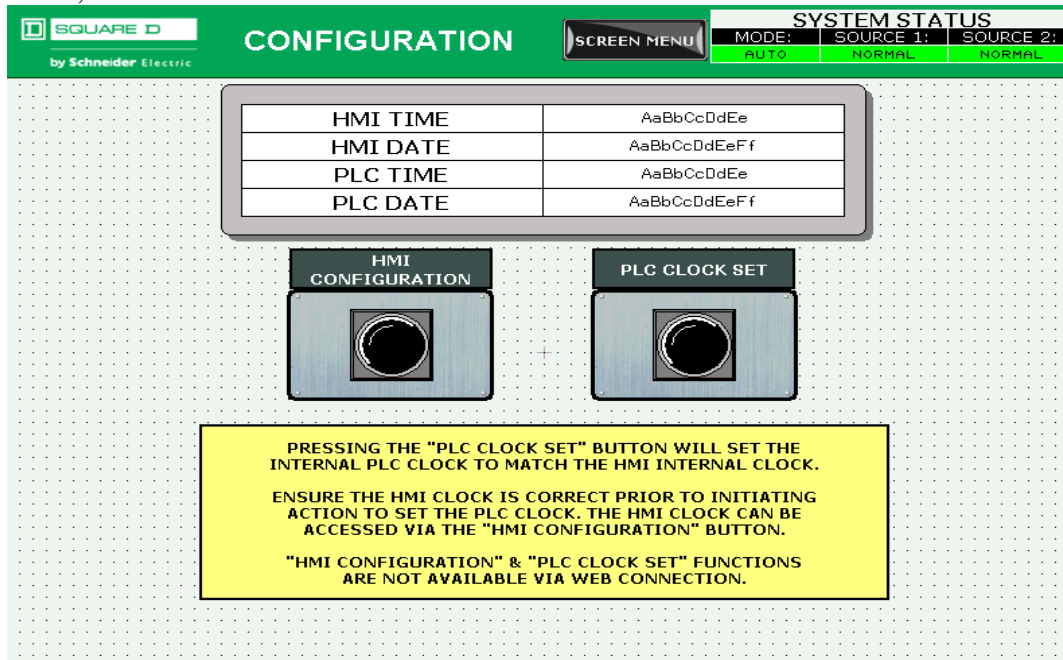 SQUARE D
by Schneider Electric
CONFIGURATION
SCREEN MENU
SYSTEM STATUS
MODE: SOURCE 1: SOURCE 2:
AUTO NORMAL NORMAL
HMI TIME AaBbCcDdEe
HMI DATE AaBbCcDdEeFf
PLC TIME AaBbCcDdEe
PLC DATE AaBbCcDdEeFf
HMI
CONFIGURATION
PLC CLOCK SET
PRESSING THE "PLC CLOCK SET" BUTTON WILL SET THE
INTERNAL PLC CLOCK TO MATCH THE HMI INTERNAL CLOCK.
ENSURE THE HMI CLOCK IS CORRECT PRIOR TO INITIATING
ACTION TO SET THE PLC CLOCK. THE HMI CLOCK CAN BE
ACCESSED VIA THE "HMI CONFIGURATION" BUTTON.
"HMI CONFIGURATION" & "PLC CLOCK SET" FUNCTIONS
ARE NOT AVAILABLE VIA WEB CONNECTION.